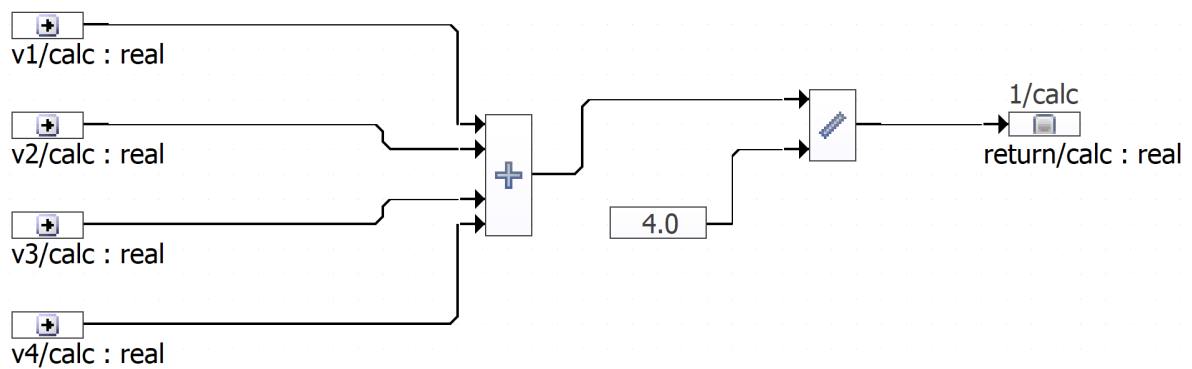 v1/calc : real
v2/calc : real
v3/calc : real
v4/calc : real
4.0
1/calc
return/calc : real